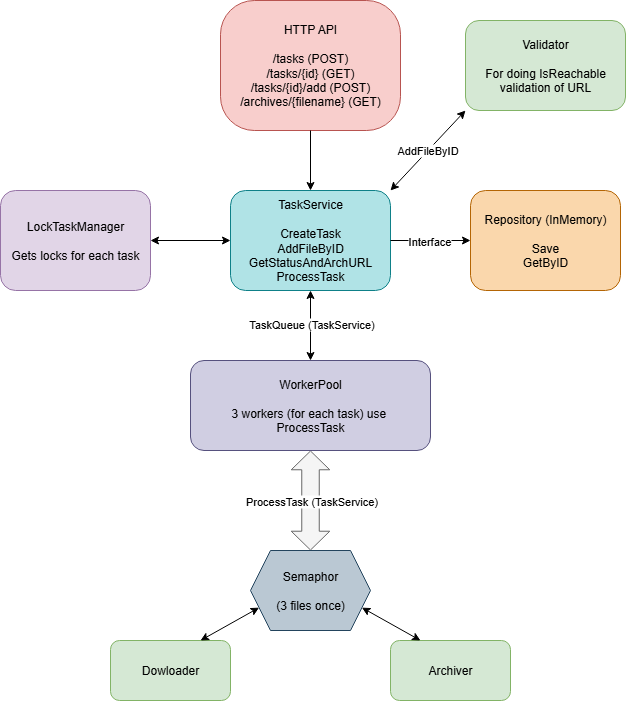 HTTP API
/tasks (POST)
/tasks/{id} (GET)
/tasks/{id}/add (POST)
/archives/{filename} (GET)
Validator
For doing IsReachable
validation of URL
AddFileByID
LockTaskManager
Gets locks for each task
TaskService
CreateTask
AddFileByID
GetStatusAndArchURL
ProcessTask
Interface
Repository (InMemory)
Save
GetByID
TaskQueue (TaskService)
WorkerPool
3 workers (for each task) use
ProcessTask
ProcessTask (TaskService)
Semaphor
(3 files once)
Dowloader
Archiver